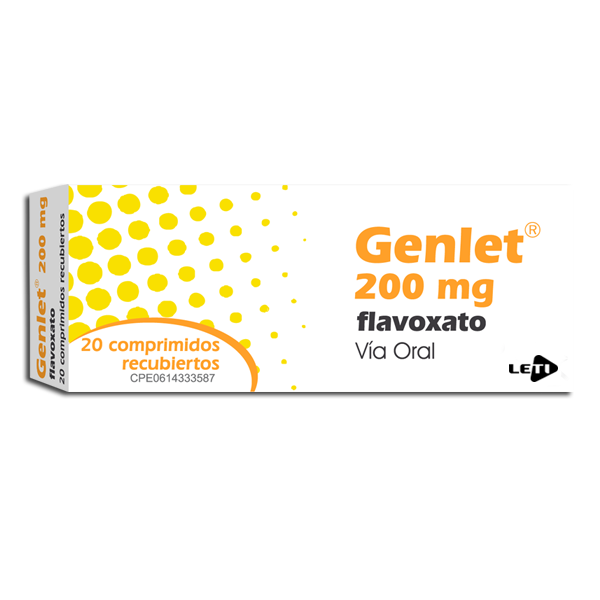 Genlet® 200 mg
flavoxato
20 comprimidos recubiertos
Genlet®
200 mg
flavoxato
Vía Oral
20 comprimidos
recubiertos
CPE0614333587
LETI